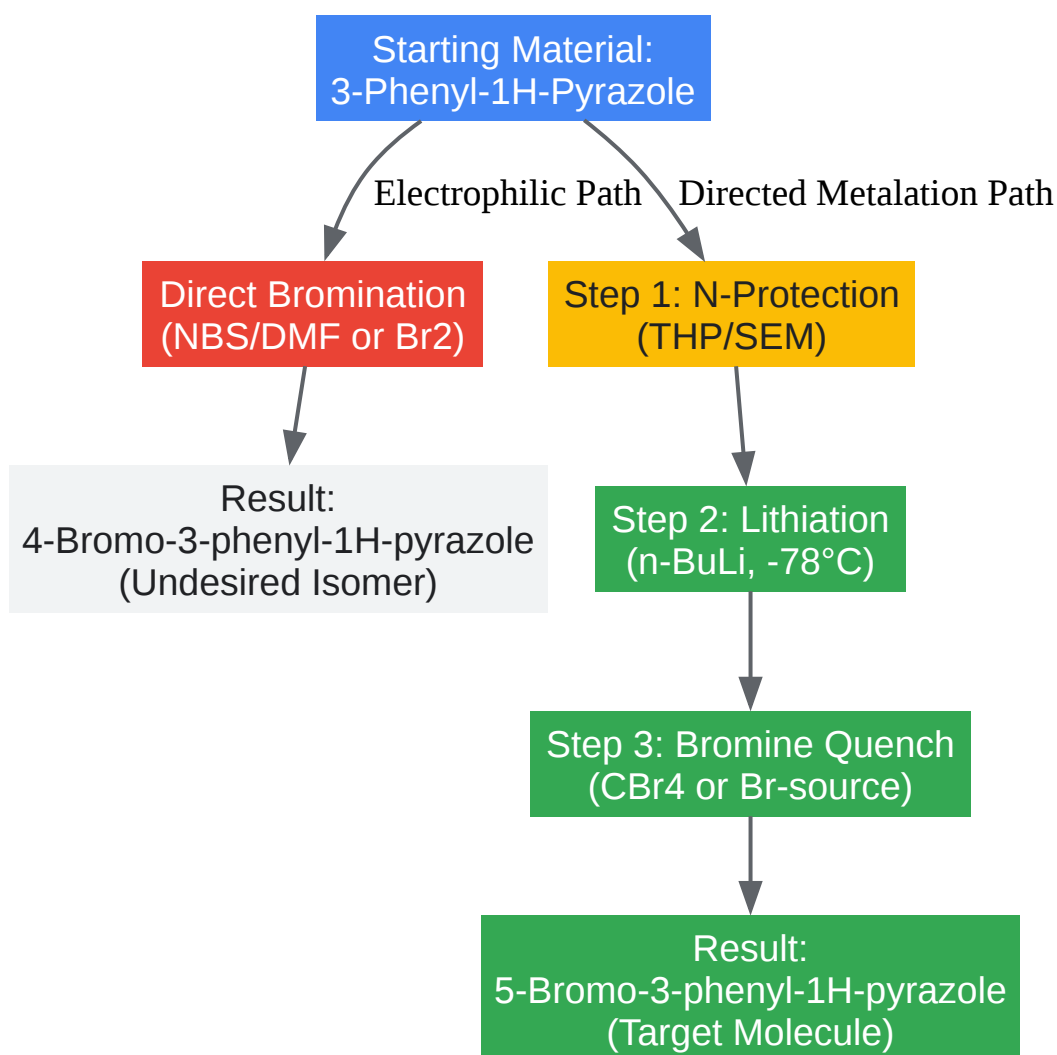 Starting Material:
3-Phenyl-1H-Pyrazole
Electrophilic Path
Directed Metalation Path
Direct Bromination
(NBS/DMF or Br2)
Step 1: N-Protection
(THP/SEM)
Result:
4-Bromo-3-phenyl-1H-pyrazole
(Undesired Isomer)
Step 2: Lithiation
(n-BuLi, -78°C)
Step 3: Bromine Quench
(CBr4 or Br-source)
Result:
5-Bromo-3-phenyl-1H-pyrazole
(Target Molecule)